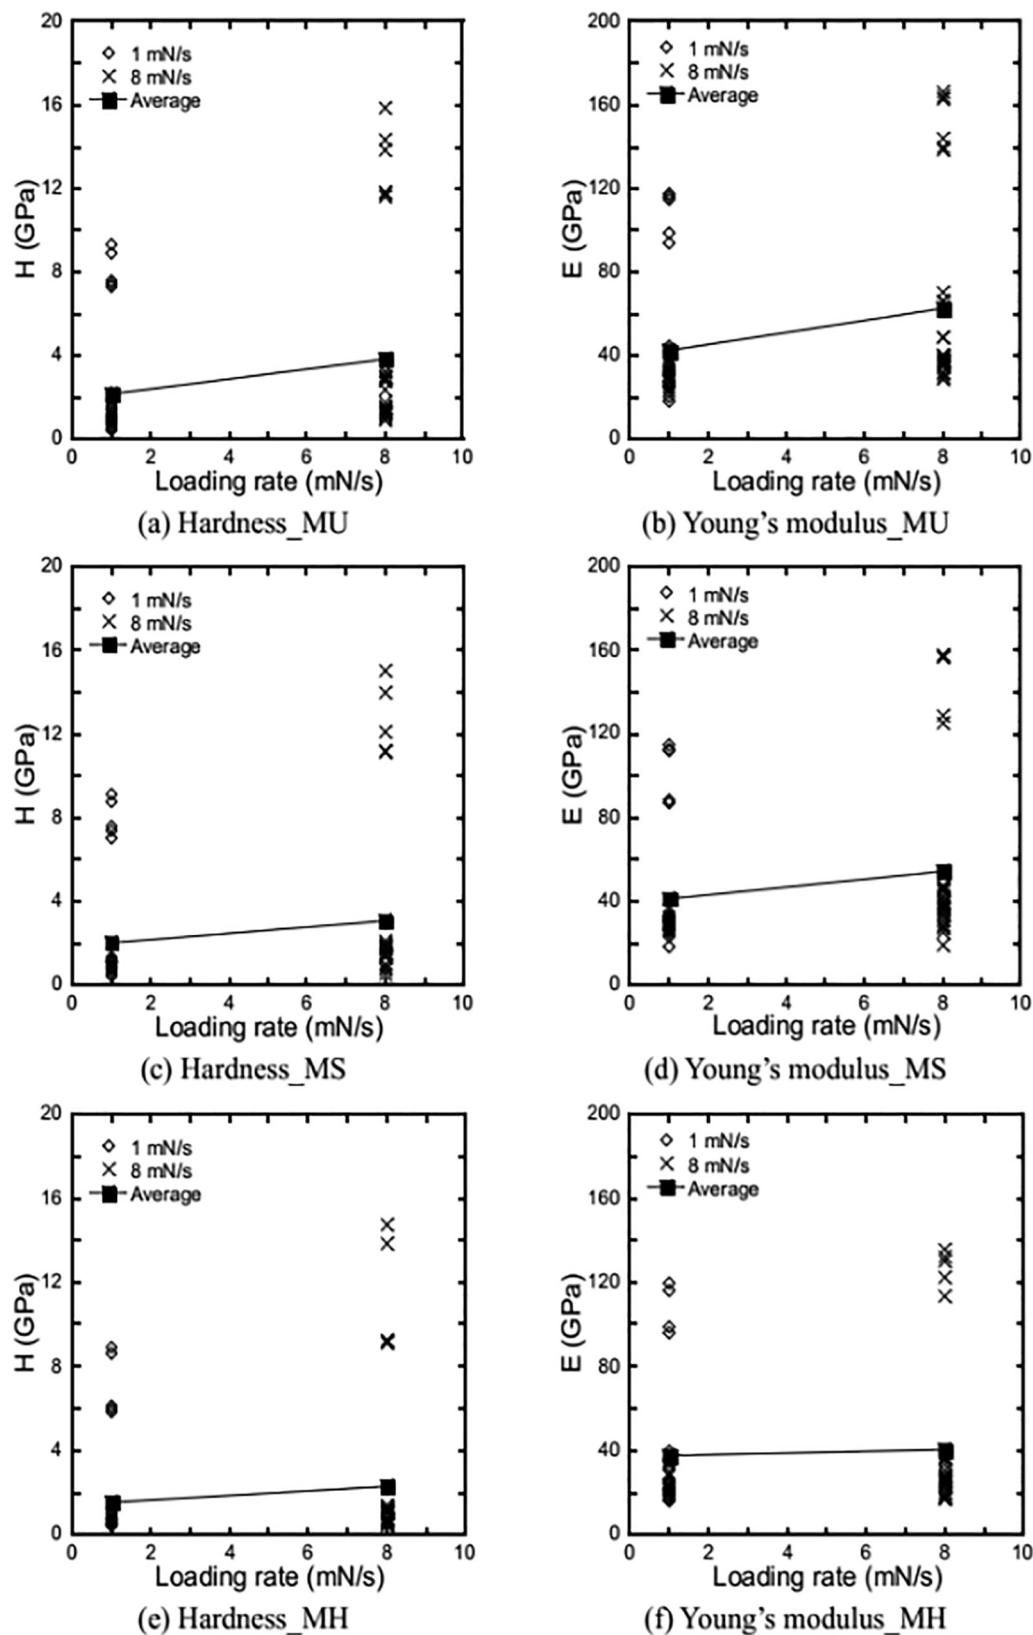 20
16
12
8
4
0
H (GPa)
1 mN/s
8 mN/s
Average
0 2 4 6 8 10
Loading rate (mN/s)
(a) Hardness_MU
200
160
120
80
40
0
E (GPa)
1 mN/s
8 mN/s
Average
0 2 4 6 8 10
Loading rate (mN/s)
(b) Young’s modulus_MU
20
16
12
8
4
0
H (GPa)
1 mN/s
8 mN/s
Average
0 2 4 6 8 10
Loading rate (mN/s)
(c) Hardness_MS
200
160
120
80
40
0
E (GPa)
1 mN/s
8 mN/s
Average
0 2 4 6 8 10
Loading rate (mN/s)
(d) Young’s modulus_MS
20
16
12
8
4
0
H (GPa)
1 mN/s
8 mN/s
Average
0 2 4 6 8 10
Loading rate (mN/s)
(e) Hardness_MH
200
160
120
80
40
0
E (GPa)
1 mN/s
8 mN/s
Average
0 2 4 6 8 10
Loading rate (mN/s)
(f) Young’s modulus_MH